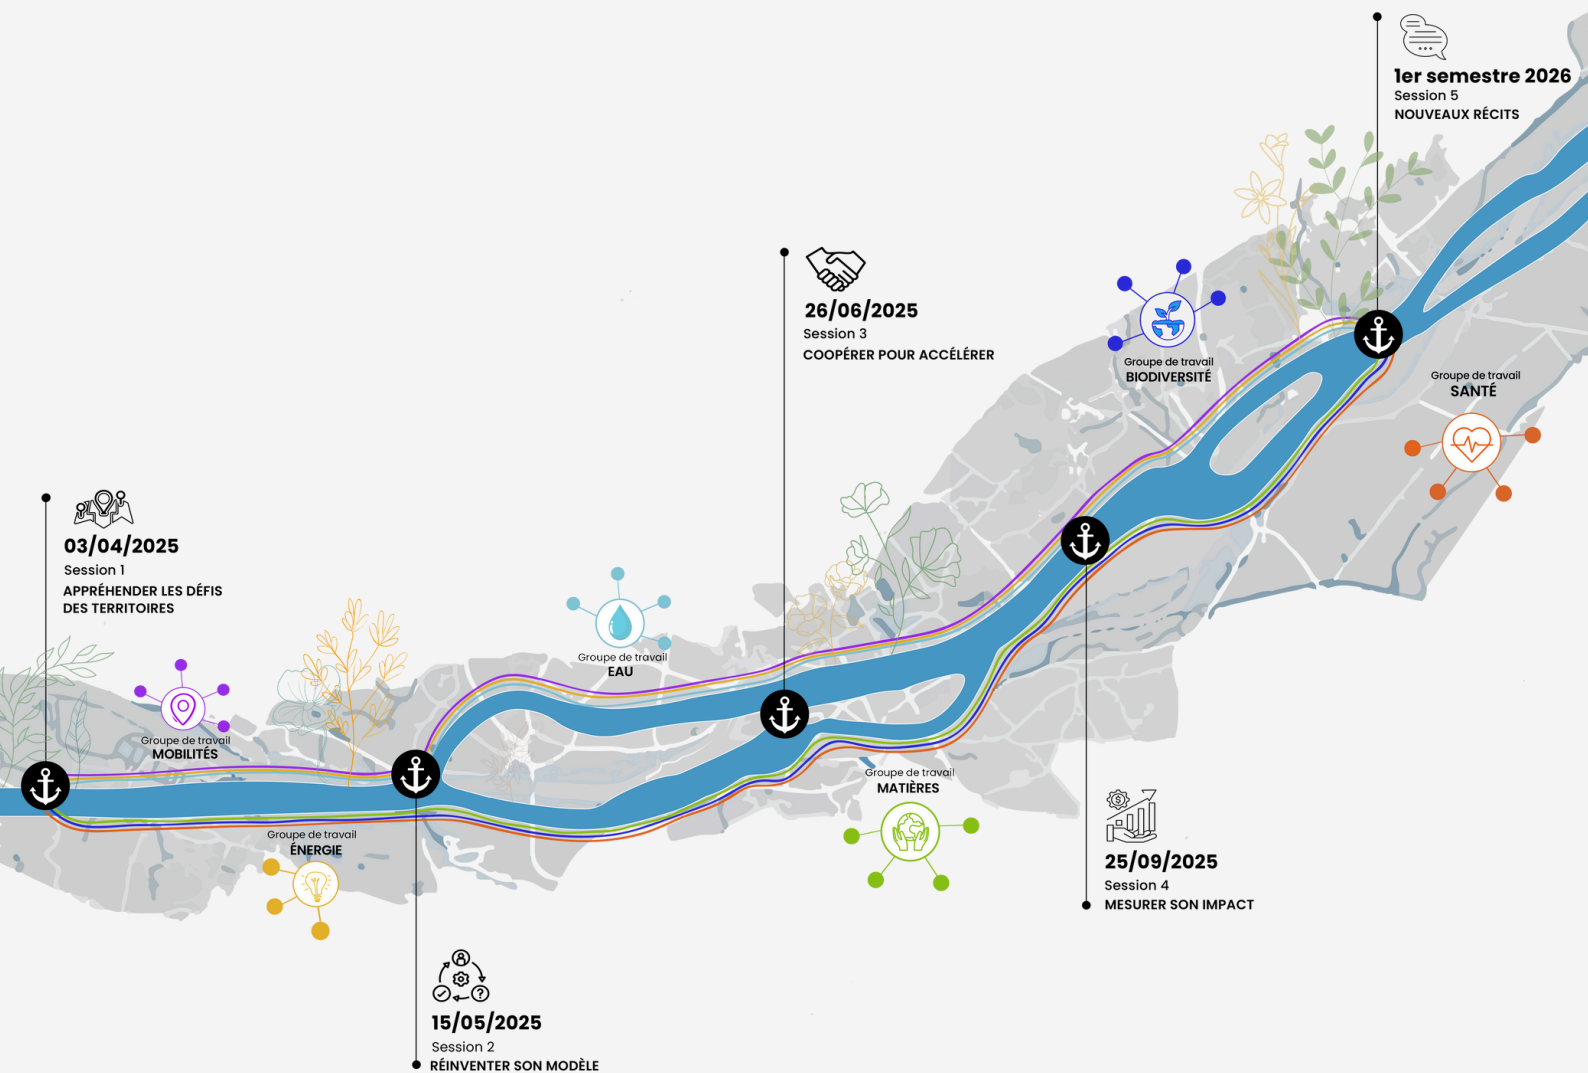 1er semestre 2026
Session 5
NOUVEAUX RÉCITS
26/06/2025
Session 3
COOPÉRER POUR ACCÉLÉRER
Groupe de travail
BIODIVERSITÉ
Groupe de travail
SANTÉ
03/04/2025
Session 1
APPRÉHENDER LES DÉFIS
DES TERRITOIRES
Groupe de travail
EAU
Groupe de travail
MOBILITÉS
Groupe de travail
MATIÈRES
Groupe de travail
ÉNERGIE
25/09/2025
Session 4
MESURER SON IMPACT
15/05/2025
Session 2
RÉINVENTER SON MODÈLE